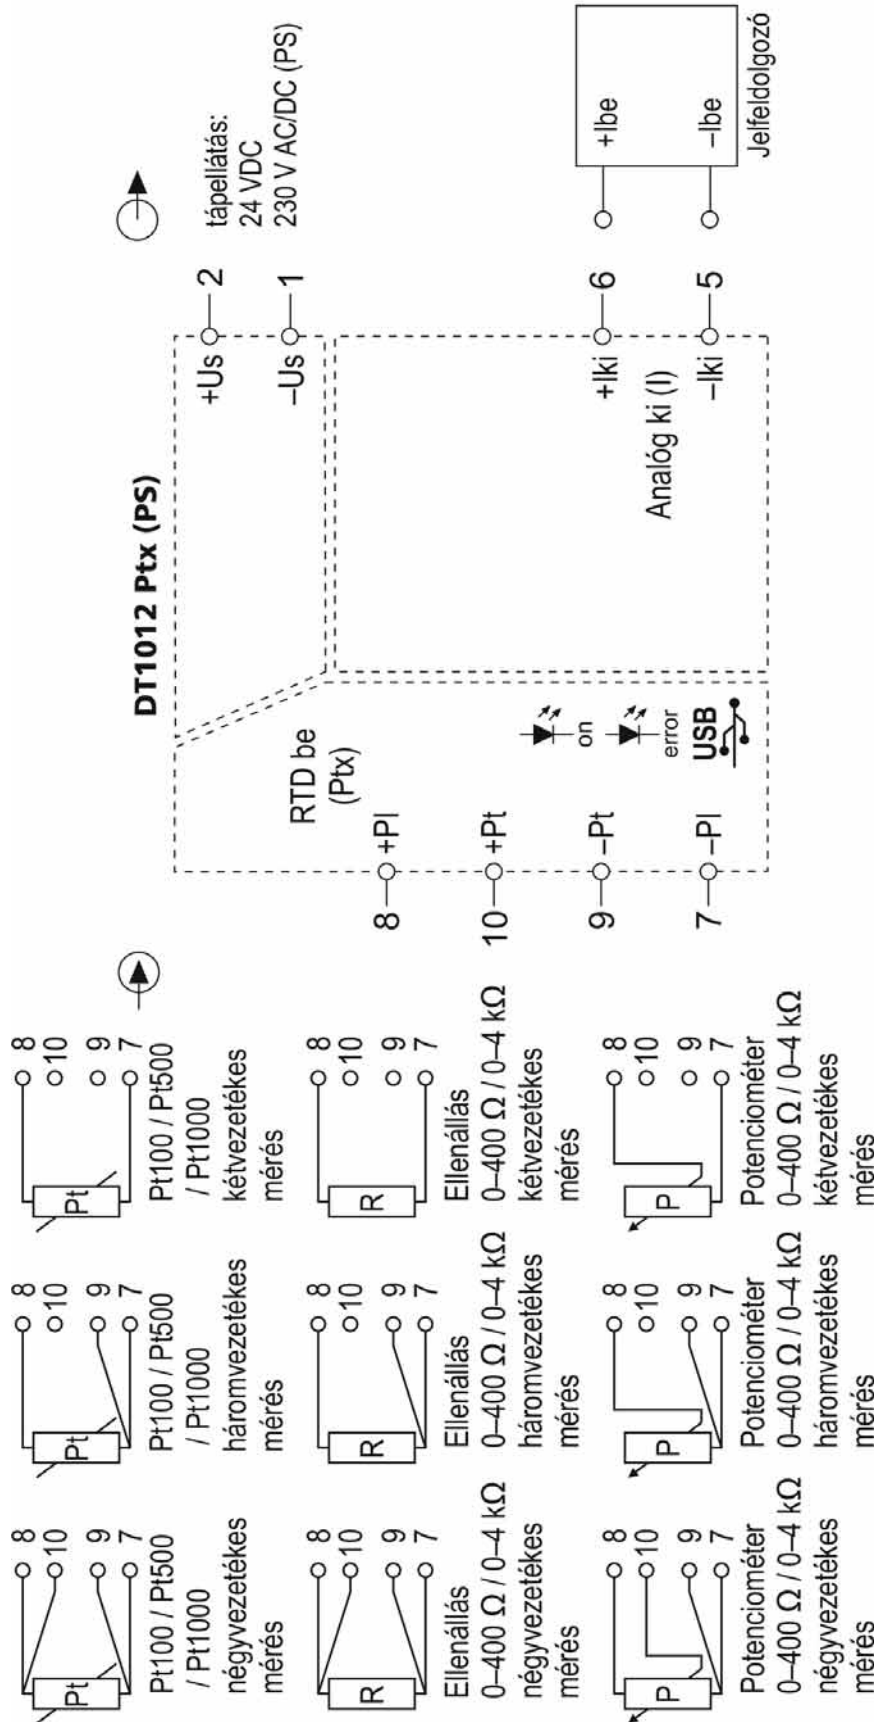 DT1012 Ptx (PS)
Pt
8
10
9
7
Pt100 / Pt500
/ Pt1000
négyvezetékes
mérés
Pt
8
10
9
7
Pt100 / Pt500
/ Pt1000
háromvezetékes
mérés
Pt
8
10
9
7
Pt100 / Pt500
/ Pt1000
kétvezetékes
mérés
R
8
10
9
7
Ellenállás
0–400 Ω / 0–4 kΩ
négyvezetékes
mérés
R
8
10
9
7
Ellenállás
0–400 Ω / 0–4 kΩ
háromvezetékes
mérés
R
8
10
9
7
Ellenállás
0–400 Ω / 0–4 kΩ
kétvezetékes
mérés
P
8
10
9
7
Potenciométer
0–400 Ω / 0–4 kΩ
négyvezetékes
mérés
P
8
10
9
7
Potenciométer
0–400 Ω / 0–4 kΩ
háromvezetékes
mérés
P
8
10
9
7
Potenciométer
0–400 Ω / 0–4 kΩ
kétvezetékes
mérés
RTD be
(Ptx)
8 +PI
10 +Pt
9 –Pt
7 –PI
on
error
USB
+Us 2
–Us 1
tápellátás:
24 VDC
230 V AC/DC (PS)
Analóg ki (I)
+Iki 6
–Iki 5
+Ibe
–Ibe
Jelfeldolgozó